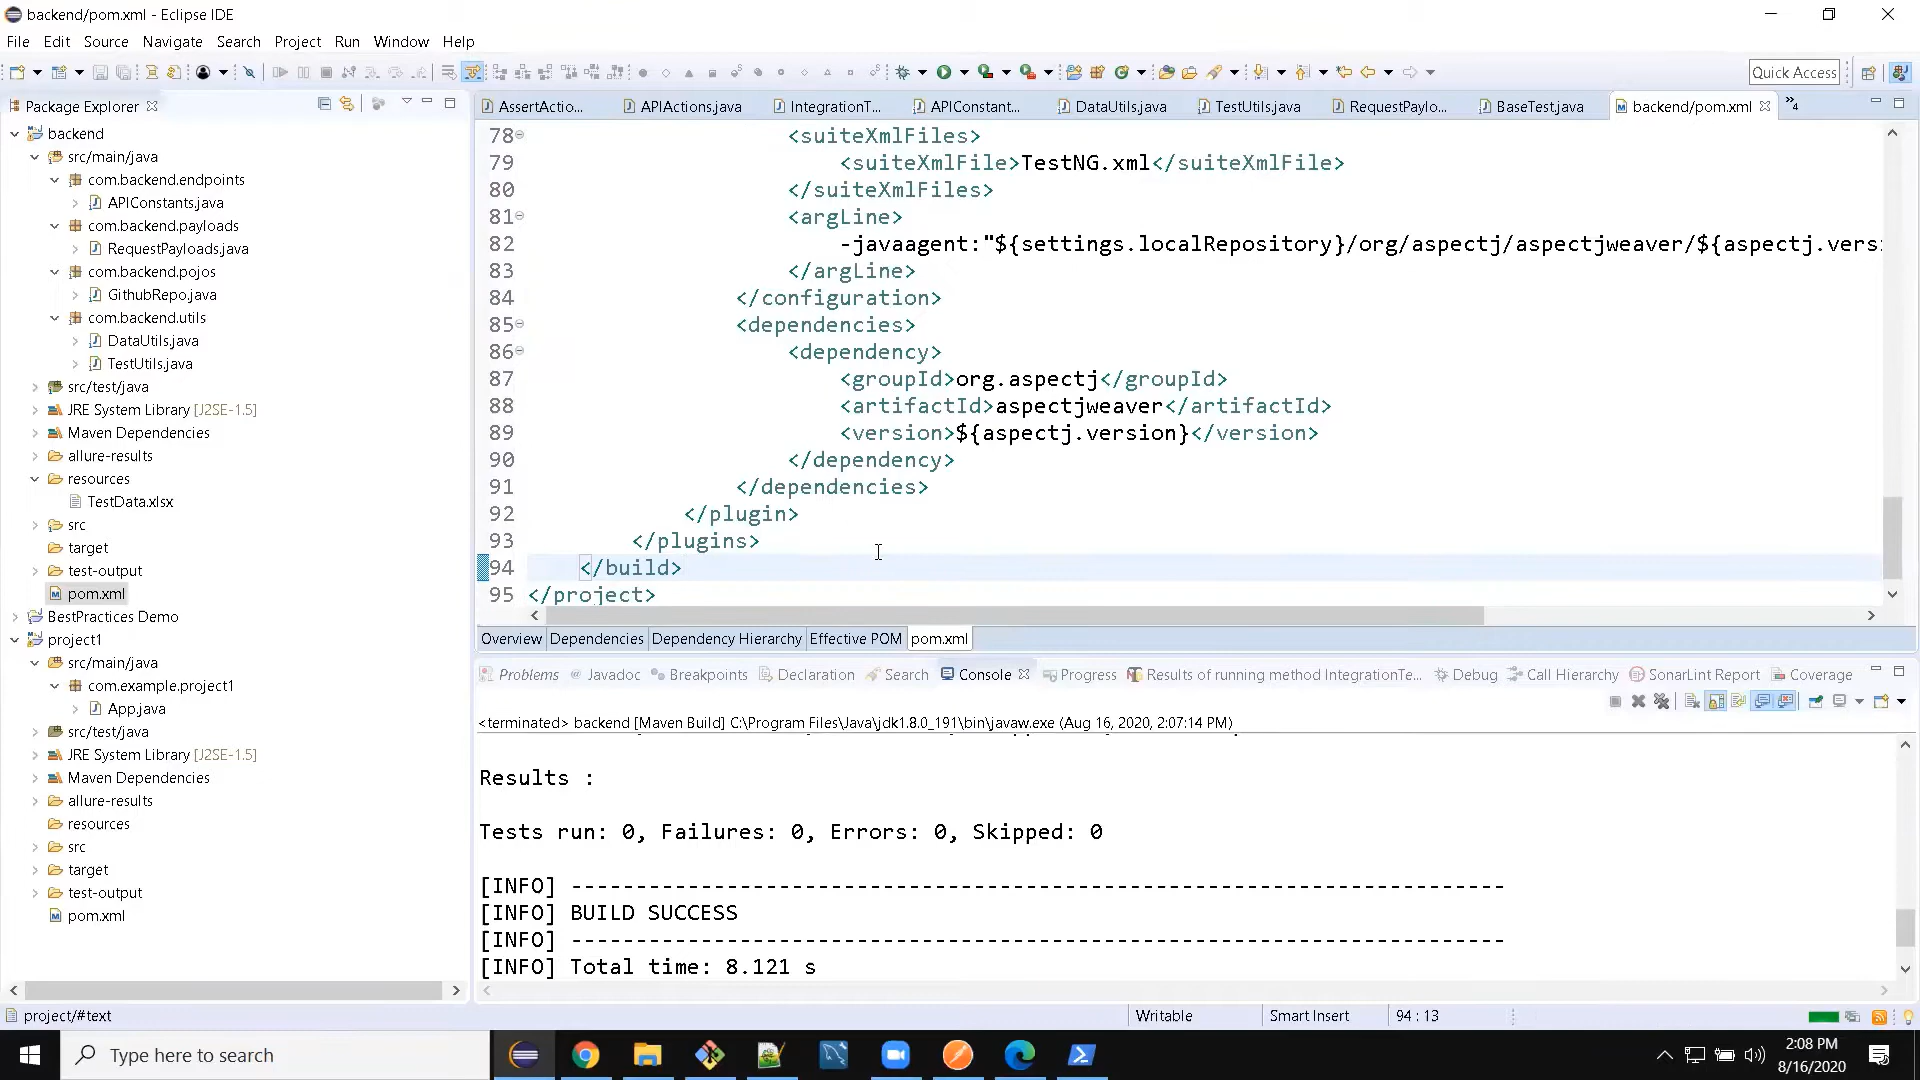 backend/pom.xml - Eclipse IDE
File Edit Source Navigate Search Project Run Window Help
Quick Access
Package Explorer
AssertActio... APIActions.java IntegrationT... APIConstant... DataUtils.java TestUtils.java RequestPaylo... BaseTest.java backend/pom.xml »4
backend
src/main/java
com.backend.endpoints
APIConstants.java
com.backend.payloads
RequestPayloads.java
com.backend.pojos
GithubRepo.java
com.backend.utils
DataUtils.java
TestUtils.java
src/test/java
JRE System Library [J2SE-1.5]
Maven Dependencies
allure-results
resources
TestData.xlsx
src
target
test-output
pom.xml
BestPractices Demo
project1
src/main/java
com.example.project1
App.java
src/test/java
JRE System Library [J2SE-1.5]
Maven Dependencies
allure-results
resources
src
target
test-output
pom.xml
78 <suiteXmlFiles>
79 <suiteXmlFile>TestNG.xml</suiteXmlFile>
80 </suiteXmlFiles>
81 <argLine>
82 -javaagent:"${settings.localRepository}/org/aspectj/aspectjweaver/${aspectj.versi
83 </argLine>
84 </configuration>
85 <dependencies>
86 <dependency>
87 <groupId>org.aspectj</groupId>
88 <artifactId>aspectjweaver</artifactId>
89 <version>${aspectj.version}</version>
90 </dependency>
91 </dependencies>
92 </plugin>
93 </plugins>
94 </build>
95 </project>
Overview Dependencies Dependency Hierarchy Effective POM pom.xml
Problems Javadoc Breakpoints Declaration Search Console Progress Results of running method IntegrationTe... Debug Call Hierarchy SonarLint Report Coverage
<terminated> backend [Maven Build] C:\Program Files\Java\jdk1.8.0_191\bin\javaw.exe (Aug 16, 2020, 2:07:14 PM)
Results :
Tests run: 0, Failures: 0, Errors: 0, Skipped: 0
[INFO] ------------------------------------------------------------------------
[INFO] BUILD SUCCESS
[INFO] ------------------------------------------------------------------------
[INFO] Total time: 8.121 s
project/#text
Writable Smart Insert 94 : 13
Type here to search
2:08 PM
8/16/2020